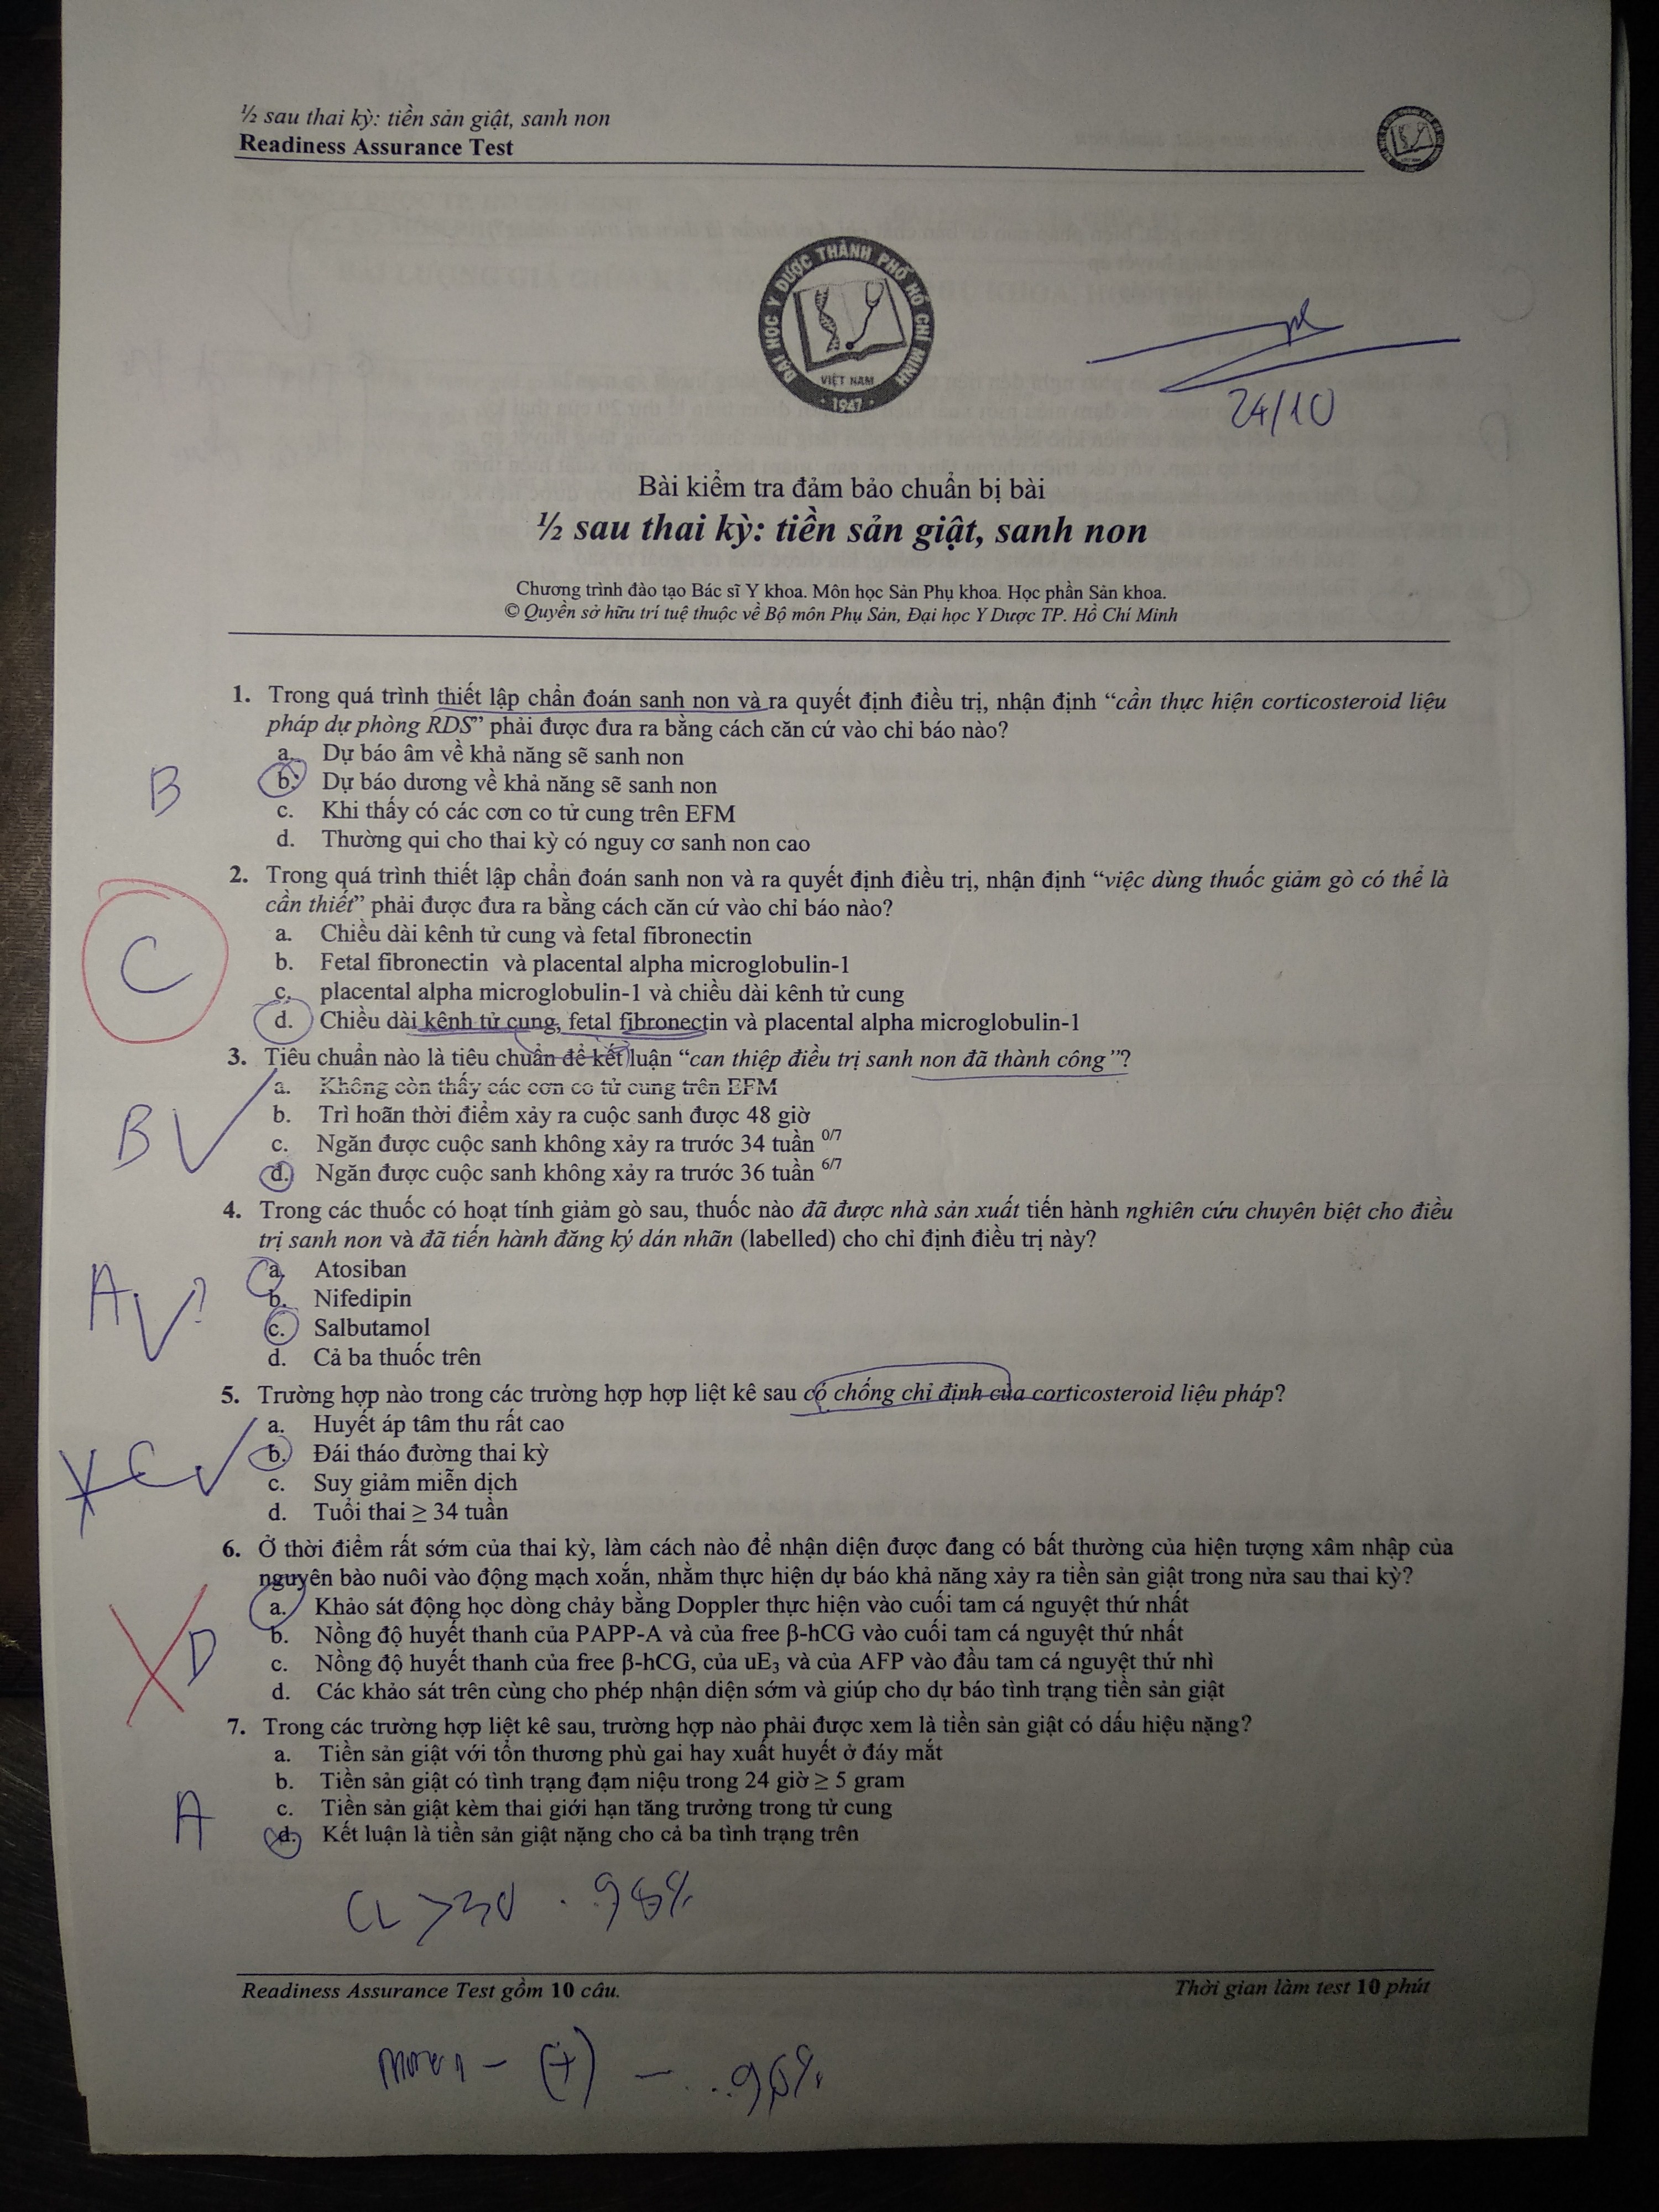 ½ sau thai kỳ: tiền sản giật, sanh non
Readiness Assurance Test
ĐẠI HỌC Y DƯỢC THÀNH PHỐ HỒ CHÍ MINH
VIỆT NAM
1947
24/10
Bài kiểm tra đảm bảo chuẩn bị bài
½ sau thai kỳ: tiền sản giật, sanh non
Chương trình đào tạo Bác sĩ Y khoa. Môn học Sản Phụ khoa. Học phần Sản khoa.
© Quyền sở hữu trí tuệ thuộc về Bộ môn Phụ Sản, Đại học Y Dược TP. Hồ Chí Minh
1. Trong quá trình thiết lập chẩn đoán sanh non và ra quyết định điều trị, nhận định “cần thực hiện corticosteroid liệu
pháp dự phòng RDS” phải được đưa ra bằng cách căn cứ vào chỉ báo nào?
a. Dự báo âm về khả năng sẽ sanh non
B b. Dự báo dương về khả năng sẽ sanh non
c. Khi thấy có các cơn co tử cung trên EFM
d. Thường qui cho thai kỳ có nguy cơ sanh non cao
2. Trong quá trình thiết lập chẩn đoán sanh non và ra quyết định điều trị, nhận định “việc dùng thuốc giảm gò có thể là
cần thiết” phải được đưa ra bằng cách căn cứ vào chỉ báo nào?
a. Chiều dài kênh tử cung và fetal fibronectin
C b. Fetal fibronectin và placental alpha microglobulin-1
c. placental alpha microglobulin-1 và chiều dài kênh tử cung
d. Chiều dài kênh tử cung, fetal fibronectin và placental alpha microglobulin-1
3. Tiêu chuẩn nào là tiêu chuẩn để kết luận “can thiệp điều trị sanh non đã thành công”?
a. Không còn thấy các cơn co tử cung trên EFM
B b. Trì hoãn thời điểm xảy ra cuộc sanh được 48 giờ
c. Ngăn được cuộc sanh không xảy ra trước 34 tuần 0/7
d. Ngăn được cuộc sanh không xảy ra trước 36 tuần 6/7
4. Trong các thuốc có hoạt tính giảm gò sau, thuốc nào đã được nhà sản xuất tiến hành nghiên cứu chuyên biệt cho điều
trị sanh non và đã tiến hành đăng ký dán nhãn (labelled) cho chỉ định điều trị này?
a. Atosiban
A ? b. Nifedipin
c. Salbutamol
d. Cả ba thuốc trên
5. Trường hợp nào trong các trường hợp hợp liệt kê sau có chống chỉ định của corticosteroid liệu pháp?
a. Huyết áp tâm thu rất cao
C b. Đái tháo đường thai kỳ
c. Suy giảm miễn dịch
d. Tuổi thai ≥ 34 tuần
6. Ở thời điểm rất sớm của thai kỳ, làm cách nào để nhận diện được đang có bất thường của hiện tượng xâm nhập của
nguyên bào nuôi vào động mạch xoắn, nhằm thực hiện dự báo khả năng xảy ra tiền sản giật trong nửa sau thai kỳ?
a. Khảo sát động học dòng chảy bằng Doppler thực hiện vào cuối tam cá nguyệt thứ nhất
D b. Nồng độ huyết thanh của PAPP-A và của free β-hCG vào cuối tam cá nguyệt thứ nhất
c. Nồng độ huyết thanh của free β-hCG, của uE3 và của AFP vào đầu tam cá nguyệt thứ nhì
d. Các khảo sát trên cùng cho phép nhận diện sớm và giúp cho dự báo tình trạng tiền sản giật
7. Trong các trường hợp liệt kê sau, trường hợp nào phải được xem là tiền sản giật có dấu hiệu nặng?
a. Tiền sản giật với tổn thương phù gai hay xuất huyết ở đáy mắt
b. Tiền sản giật có tình trạng đạm niệu trong 24 giờ ≥ 5 gram
A c. Tiền sản giật kèm thai giới hạn tăng trưởng trong tử cung
d. Kết luận là tiền sản giật nặng cho cả ba tình trạng trên
CL >30 . 98%
Readiness Assurance Test gồm 10 câu. Thời gian làm test 10 phút
- (+) - ..96%